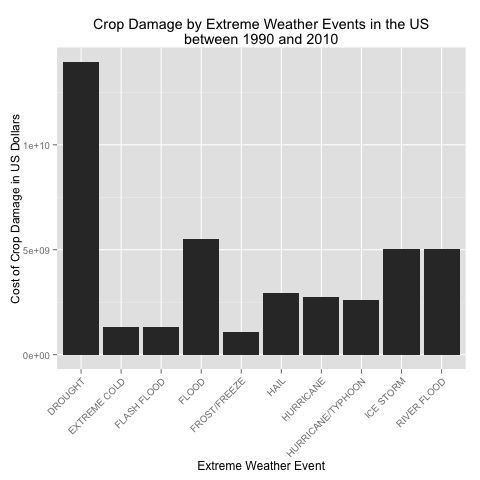 Crop Damage by Extreme Weather Events in the US
between 1990 and 2010
Cost of Crop Damage in US Dollars
1e+10
5e+09
0e+00
DROUGHT
EXTREME COLD
FLASH FLOOD
FLOOD
FROST/FREEZE
HAIL
HURRICANE
HURRICANE/TYPHOON
ICE STORM
RIVER FLOOD
Extreme Weather Event